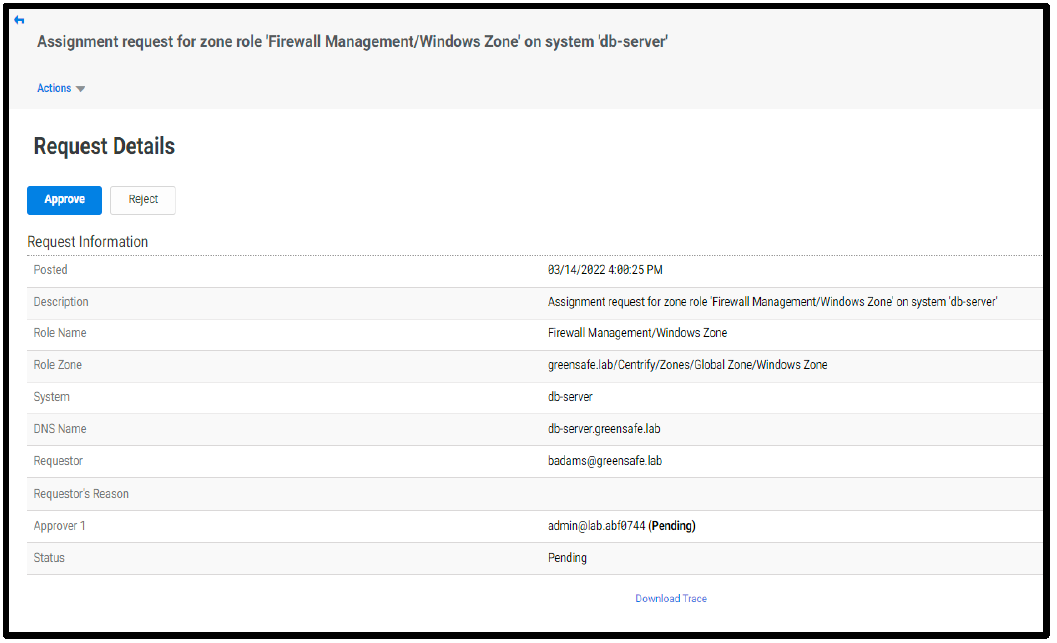 Assignment request for zone role 'Firewall Management/Windows Zone' on system 'db-server'
Actions
Request Details
Approve Reject
Request Information
Posted 03/14/2022 4:00:25 PM
Description Assignment request for zone role 'Firewall Management/Windows Zone' on system 'db-server'
Role Name Firewall Management/Windows Zone
Role Zone greensafe.lab/Centrify/Zones/Global Zone/Windows Zone
System db-server
DNS Name db-server.greensafe.lab
Requestor badams@greensafe.lab
Requestor's Reason
Approver 1 admin@lab.abf0744 (Pending)
Status Pending
Download Trace